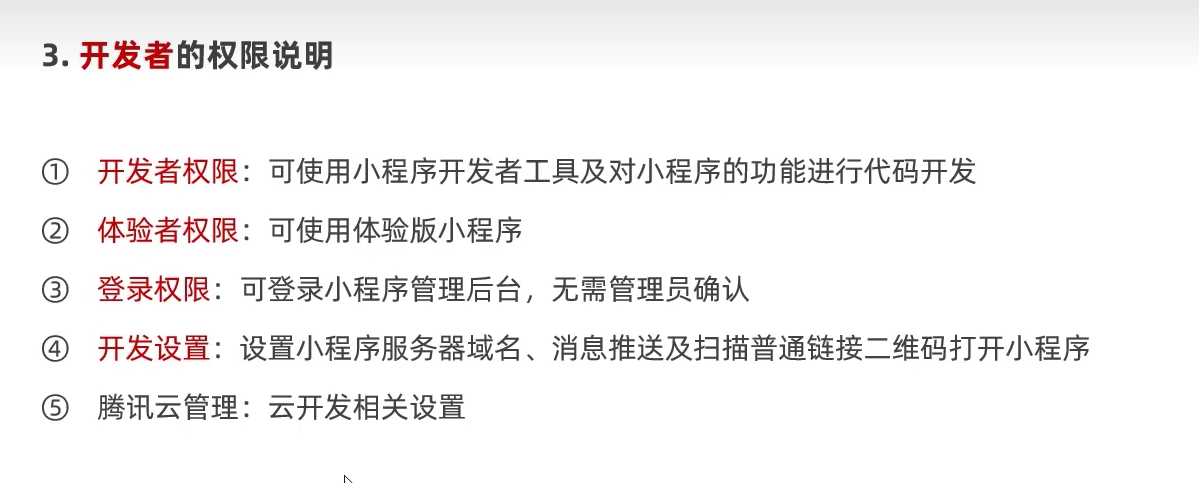 3. 开发者的权限说明
① 开发者权限：可使用小程序开发者工具及对小程序的功能进行代码开发
② 体验者权限：可使用体验版小程序
③ 登录权限：可登录小程序管理后台，无需管理员确认
④ 开发设置：设置小程序服务器域名、消息推送及扫描普通链接二维码打开小程序
⑤ 腾讯云管理：云开发相关设置